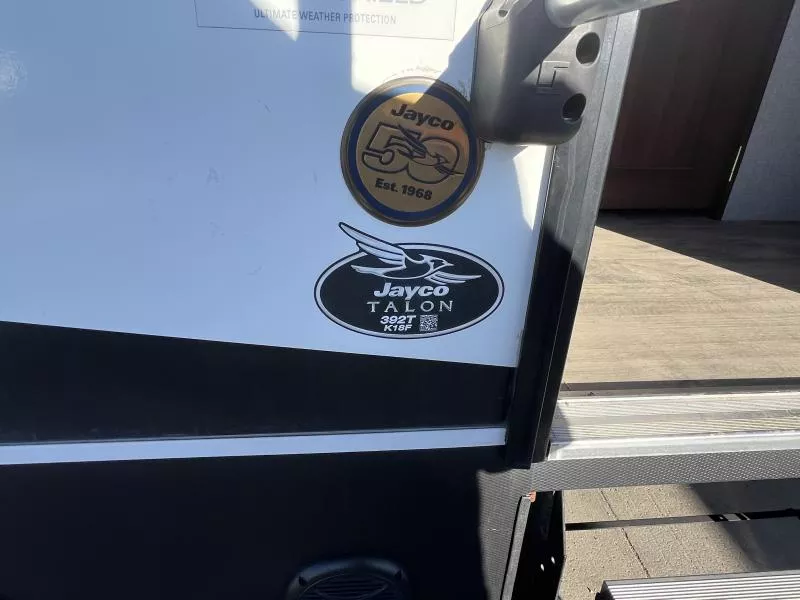 ULTIMATE WEATHER PROTECTION
Jayco
50
Est. 1968
Jayco
TALON
392T
K18F